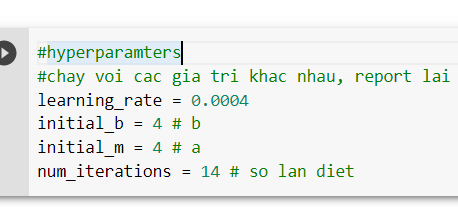 #hyperparamters
#chay voi cac gia tri khac nhau, report lai
learning_rate = 0.0004
initial_b = 4 # b
initial_m = 4 # a
num_iterations = 14 # so lan diet